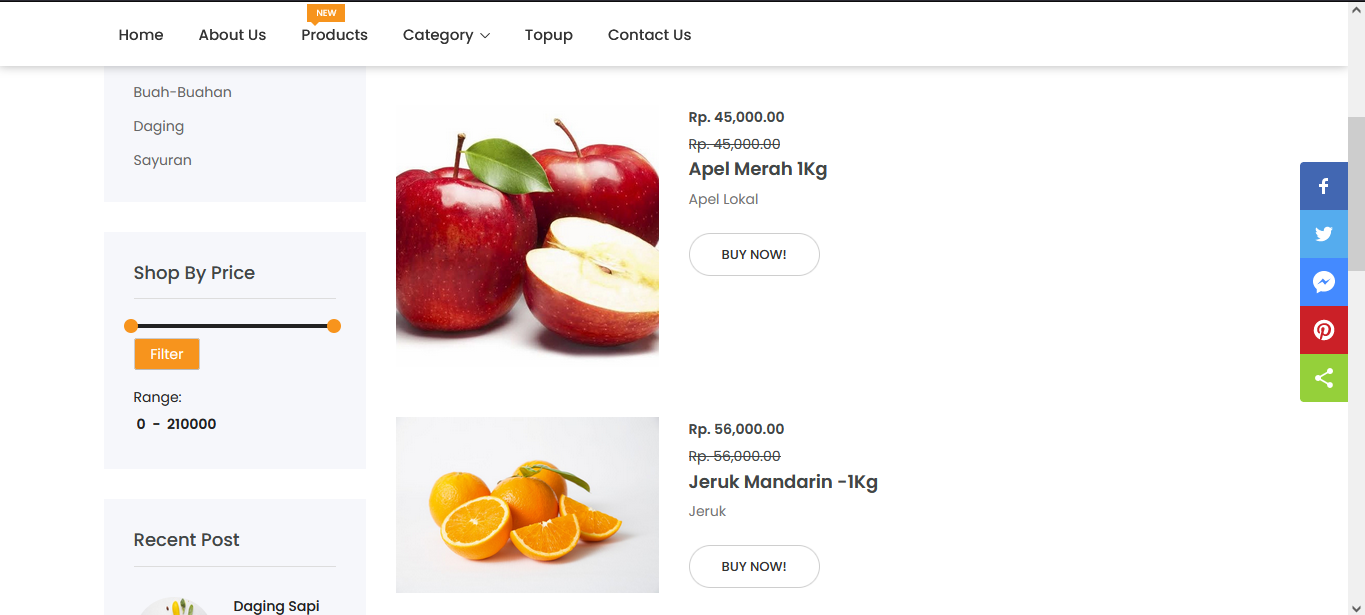 NEW
Home About Us Products Category Topup Contact Us
Buah-Buahan
Daging
Sayuran
Shop By Price
Filter
Range:
0 - 210000
Recent Post
Daging Sapi
Rp. 45,000.00
Rp. 45,000.00
Apel Merah 1Kg
Apel Lokal
BUY NOW!
Rp. 56,000.00
Rp. 56,000.00
Jeruk Mandarin -1Kg
Jeruk
BUY NOW!